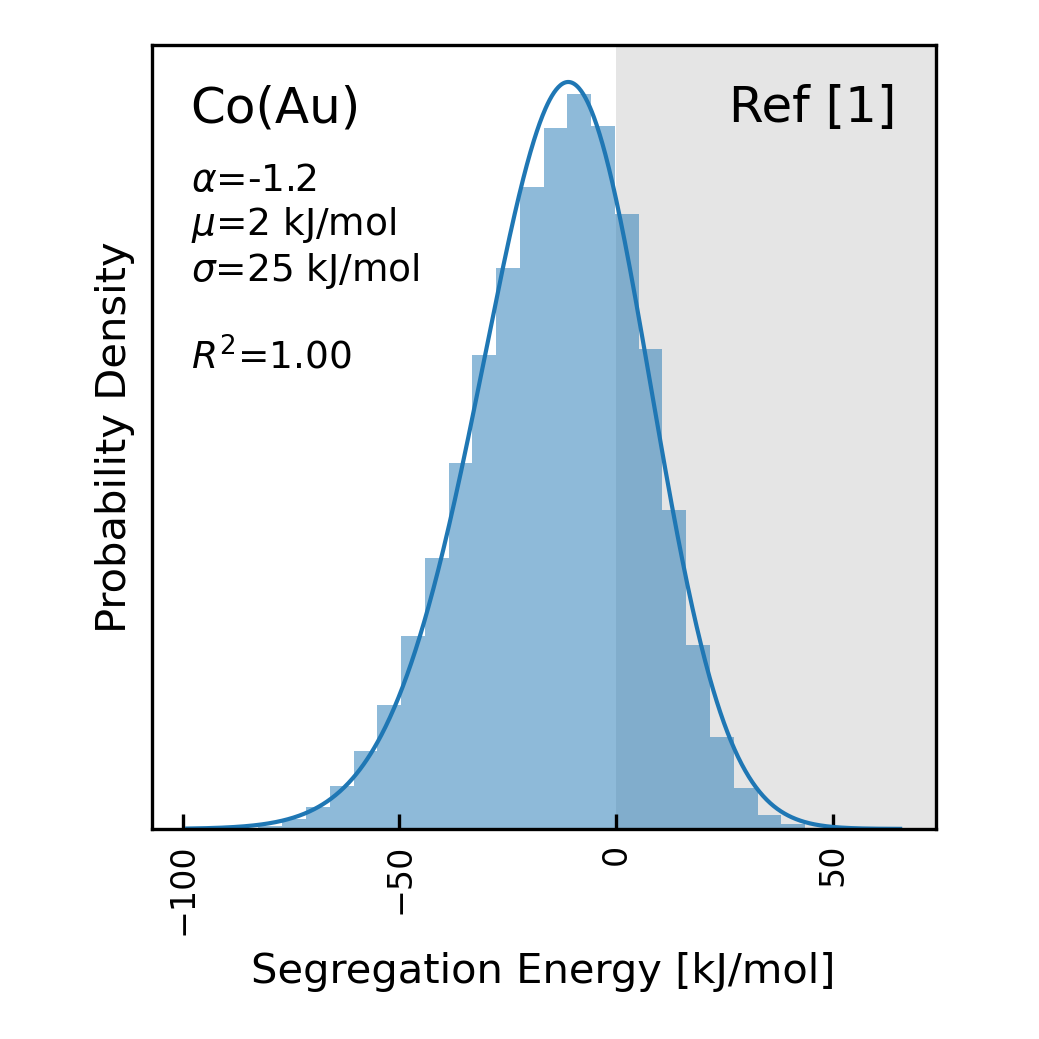 Co(Au)
Ref [1]
α=-1.2
μ=2 kJ/mol
σ=25 kJ/mol
R²=1.00
Probability Density
−100
−50
0
50
Segregation Energy [kJ/mol]